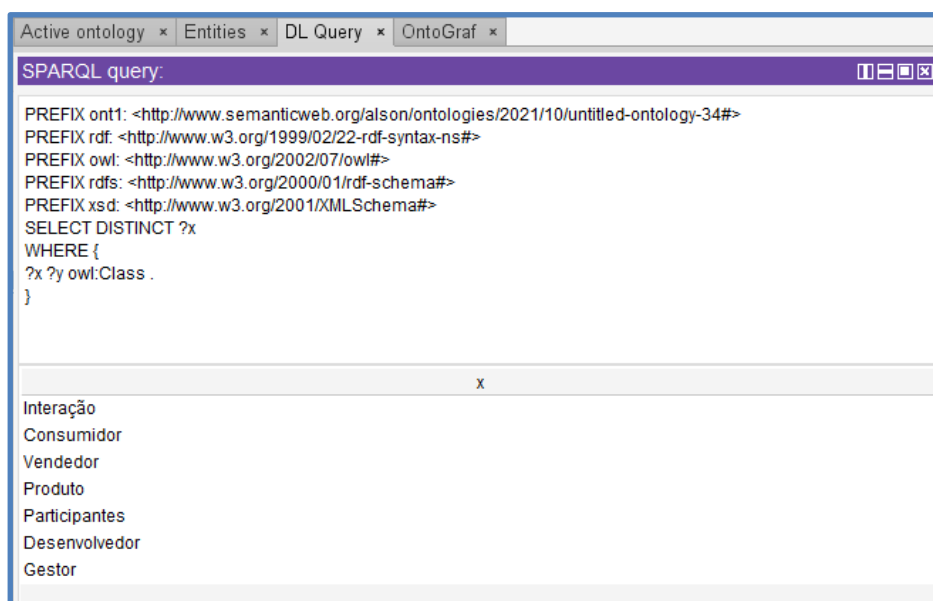 Active ontology × Entities × DL Query × OntoGraf ×
SPARQL query:
PREFIX ont1: <http://www.semanticweb.org/alson/ontologies/2021/10/untitled-ontology-34#>
PREFIX rdf: <http://www.w3.org/1999/02/22-rdf-syntax-ns#>
PREFIX owl: <http://www.w3.org/2002/07/owl#>
PREFIX rdfs: <http://www.w3.org/2000/01/rdf-schema#>
PREFIX xsd: <http://www.w3.org/2001/XMLSchema#>
SELECT DISTINCT ?x
WHERE {
?x ?y owl:Class .
}
x
Interação
Consumidor
Vendedor
Produto
Participantes
Desenvolvedor
Gestor